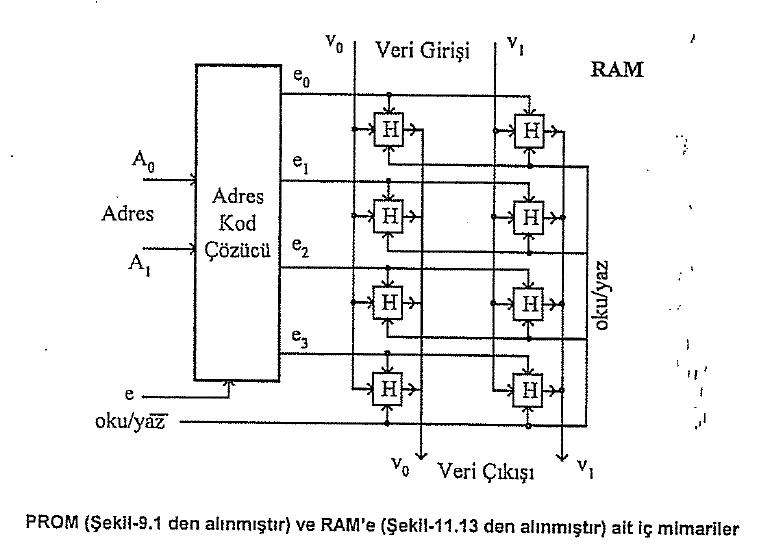 v0 Veri Girişi v1
RAM
e0
H H
A0
e1
Adres
Adres
Kod
Çözücü
H H
A1
e2
H H
oku/yaz
e3
e
H H
oku/ya̅z̅
v0 Veri Çıkışı v1
PROM (Şekil-9.1 den alınmıştır) ve RAM'e (Şekil-11.13 den alınmıştır) ait iç mimariler